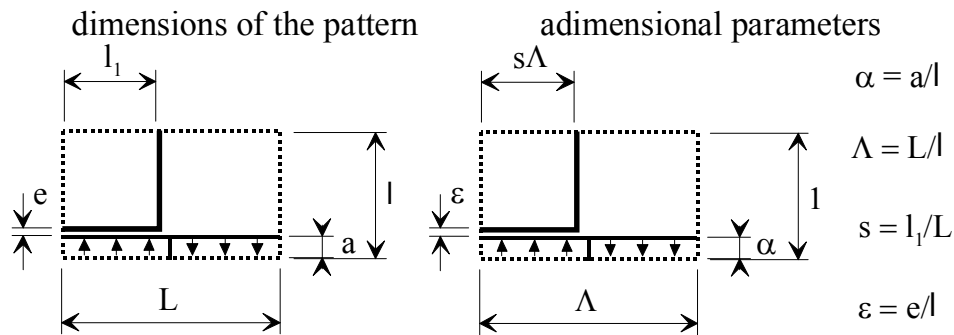 dimensions of the pattern
adimensional parameters
l₁
sΛ
α = a/l
e
l
ε
1
Λ = L/l
a
α
s = l₁/L
L
Λ
ε = e/l